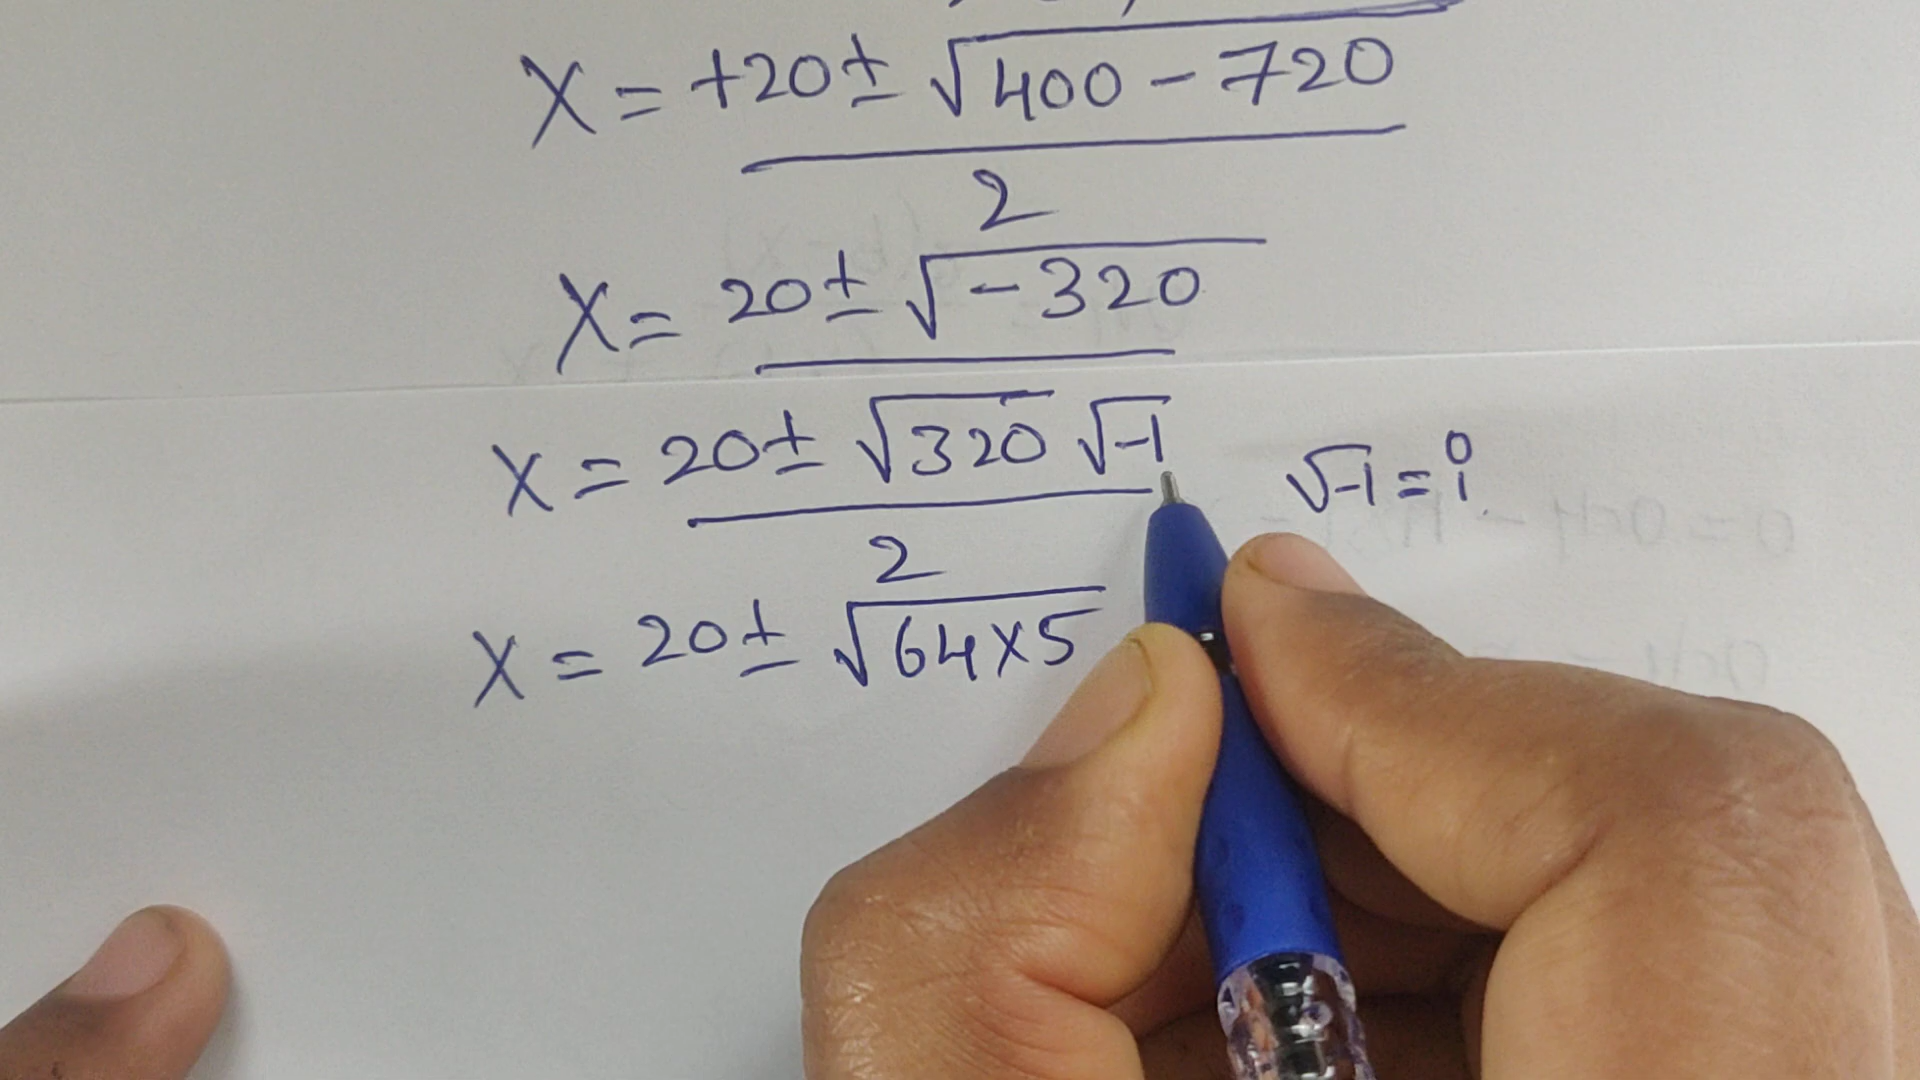 X = +20 ± √400 - 720
2
X = 20 ± √-320
X = 20 ± √320 √-1 √-1 = i
2
X = 20 ± √64×5